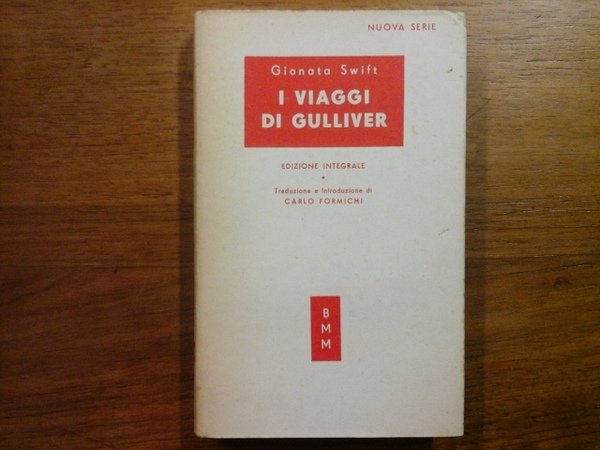 NUOVA SERIE
Gionata Swift
I VIAGGI
DI GULLIVER
EDIZIONE INTEGRALE
Traduzione e Introduzione di
CARLO FORMICHI
B
M
M